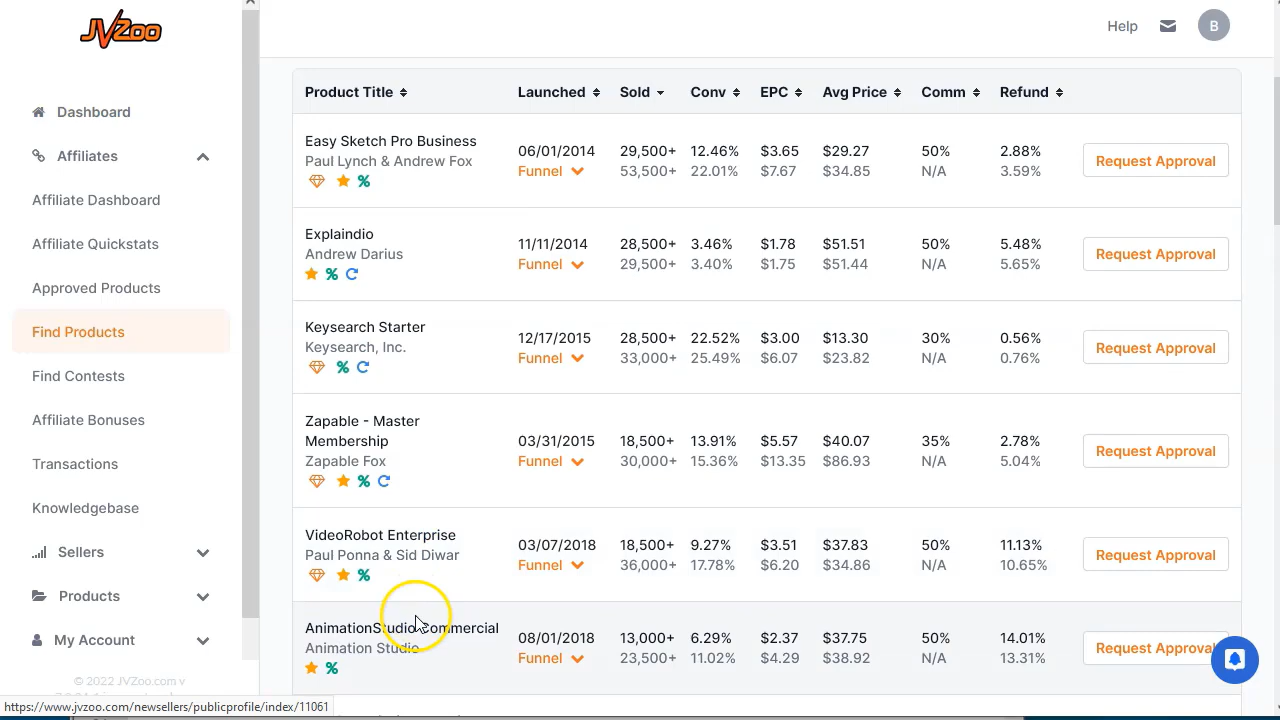 JVZoo
Help
B
Dashboard
Affiliates
Affiliate Dashboard
Affiliate Quickstats
Approved Products
Find Products
Find Contests
Affiliate Bonuses
Transactions
Knowledgebase
Sellers
Products
My Account
© 2022 JVZoo.com v
Product Title Launched Sold Conv EPC Avg Price Comm Refund
Easy Sketch Pro Business
Paul Lynch & Andrew Fox
06/01/2014 29,500+ 12.46% $3.65 $29.27 50% 2.88%
Funnel 53,500+ 22.01% $7.67 $34.85 N/A 3.59%
Request Approval
Explaindio
Andrew Darius
11/11/2014 28,500+ 3.46% $1.78 $51.51 50% 5.48%
Funnel 29,500+ 3.40% $1.75 $51.44 N/A 5.65%
Request Approval
Keysearch Starter
Keysearch, Inc.
12/17/2015 28,500+ 22.52% $3.00 $13.30 30% 0.56%
Funnel 33,000+ 25.49% $6.07 $23.82 N/A 0.76%
Request Approval
Zapable - Master
Membership
Zapable Fox
03/31/2015 18,500+ 13.91% $5.57 $40.07 35% 2.78%
Funnel 30,000+ 15.36% $13.35 $86.93 N/A 5.04%
Request Approval
VideoRobot Enterprise
Paul Ponna & Sid Diwar
03/07/2018 18,500+ 9.27% $3.51 $37.83 50% 11.13%
Funnel 36,000+ 17.78% $6.20 $34.86 N/A 10.65%
Request Approval
AnimationStudio Commercial
Animation Studio
08/01/2018 13,000+ 6.29% $2.37 $37.75 50% 14.01%
Funnel 23,500+ 11.02% $4.29 $38.92 N/A 13.31%
Request Approval
https://www.jvzoo.com/newsellers/publicprofile/index/11061